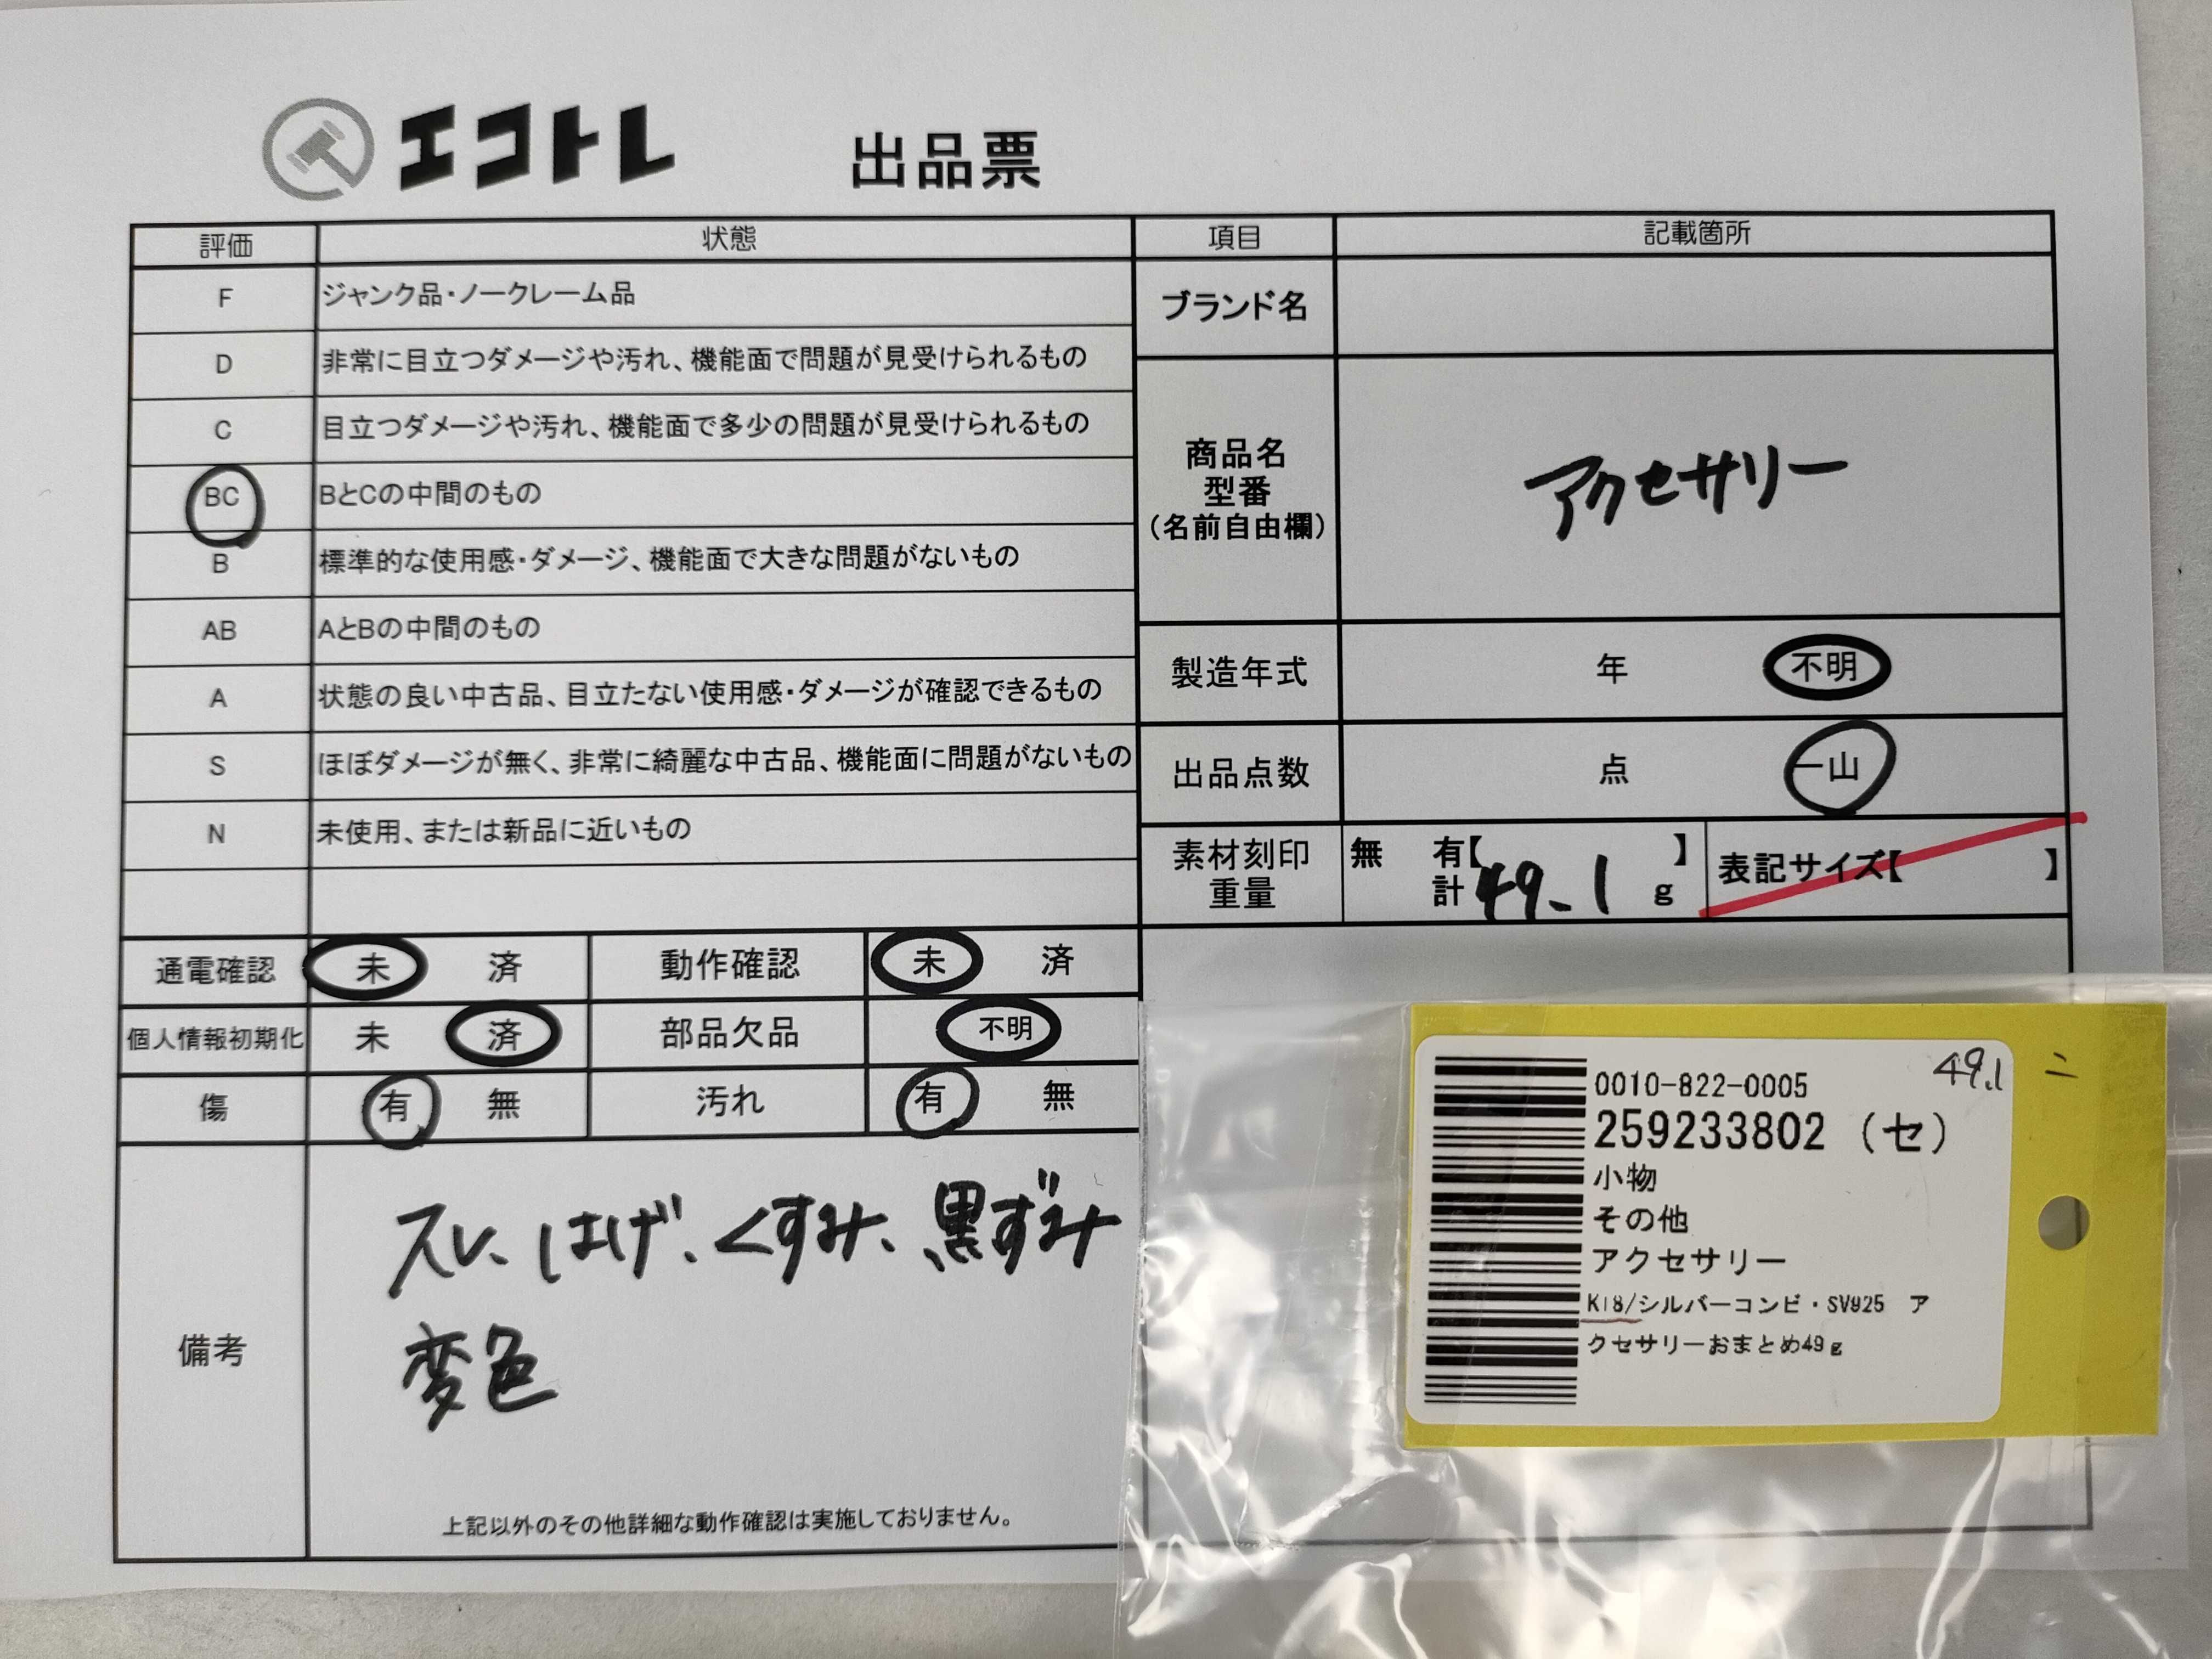 エコトレ 出品票
評価 状態
F ジャンク品・ノークレーム品
D 非常に目立つダメージや汚れ、機能面で問題が見受けられるもの
C 目立つダメージや汚れ、機能面で多少の問題が見受けられるもの
BC BとCの中間のもの
B 標準的な使用感・ダメージ、機能面で大きな問題がないもの
AB AとBの中間のもの
A 状態の良い中古品、目立たない使用感・ダメージが確認できるもの
S ほぼダメージが無く、非常に綺麗な中古品、機能面に問題がないもの
N 未使用、または新品に近いもの
項目 記載箇所
ブランド名
商品名
型番
（名前自由欄）
アクセサリー
製造年式 年 不明
出品点数 点 一山
素材刻印 無 有【 】
重量 計 49.1 g
表記サイズ【 】
通電確認 未 済 動作確認 未 済
個人情報初期化 未 済 部品欠品 不明
傷 有 無 汚れ 有 無
備考
スレ、はげ、くすみ、黒ずみ
変色
上記以外のその他詳細な動作確認は実施しておりません。
49.1 ニ
0010-822-0005
259233802 (セ)
小物
その他
アクセサリー
K18/シルバーコンビ・SV925 ア
クセサリーおまとめ49g